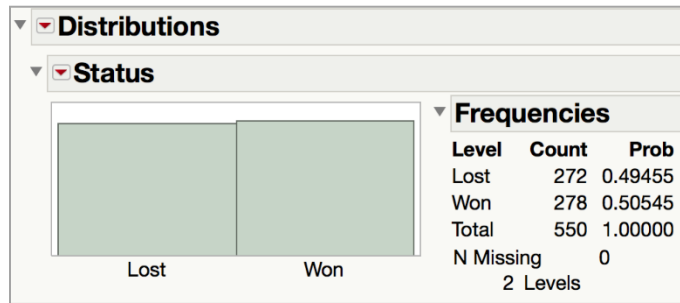 Distributions
Status
Lost Won
Frequencies
Level Count Prob
Lost 272 0.49455
Won 278 0.50545
Total 550 1.00000
N Missing 0
2 Levels